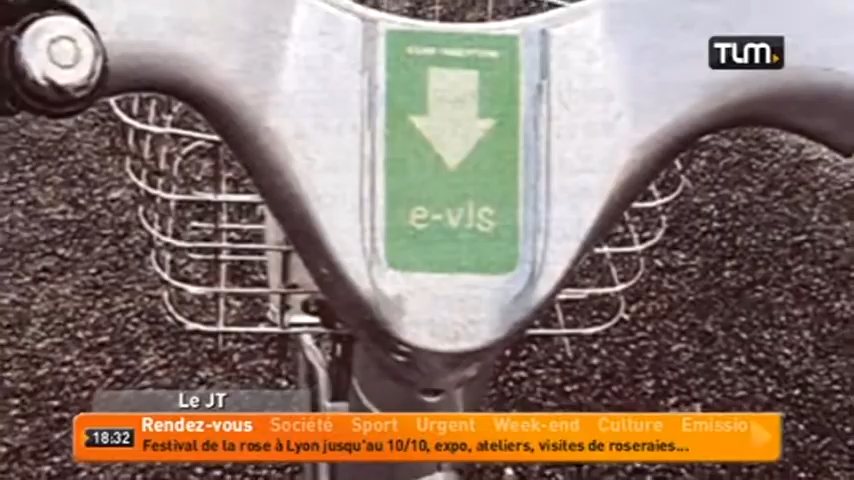 TLM
e-vls
Le JT
18:32
Rendez-vous Société Sport Urgent Week-end Culture Emissio
Festival de la rose à Lyon jusqu'au 10/10, expo, ateliers, visites de roseraies...